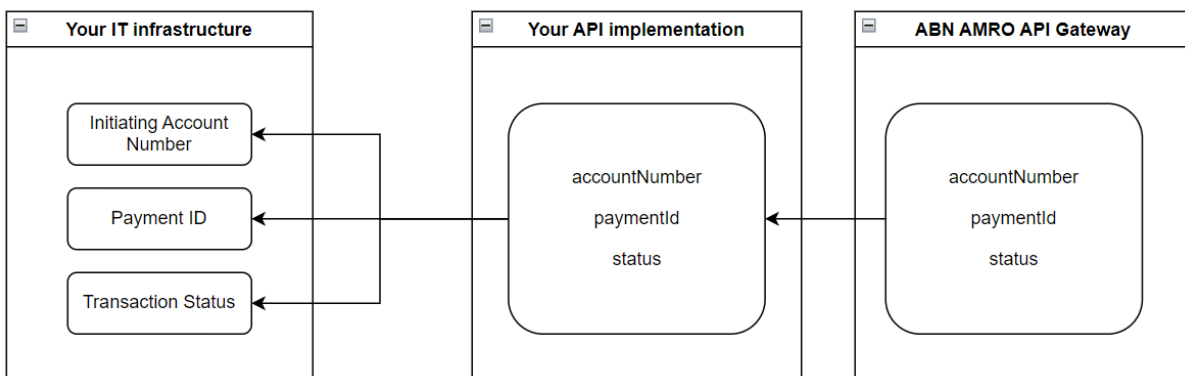 Your IT infrastructure
Your API implementation
ABN AMRO API Gateway
Initiating Account
Number
Payment ID
Transaction Status
accountNumber
paymentId
status
accountNumber
paymentId
status